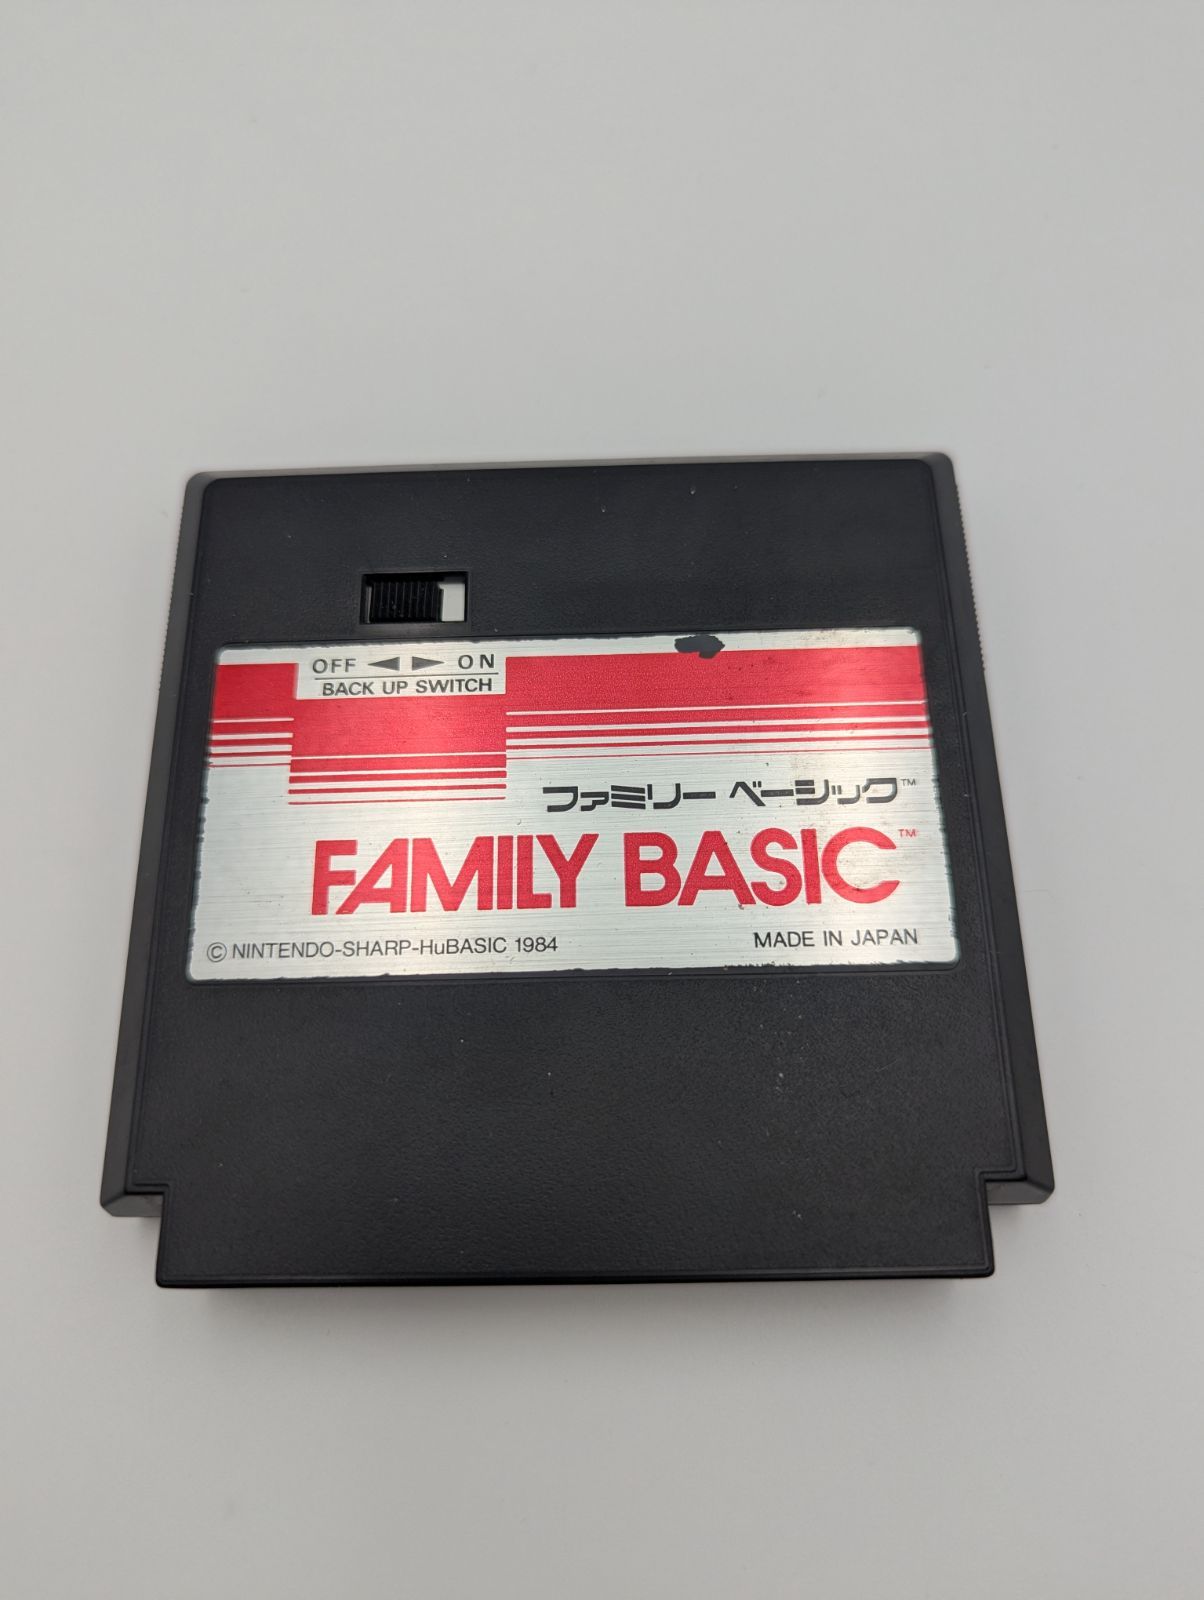 OFF ◀ ▶ ON
BACK UP SWITCH
ファミリー ベーシック™
FAMILY BASIC™
© NINTENDO-SHARP-HuBASIC 1984
MADE IN JAPAN